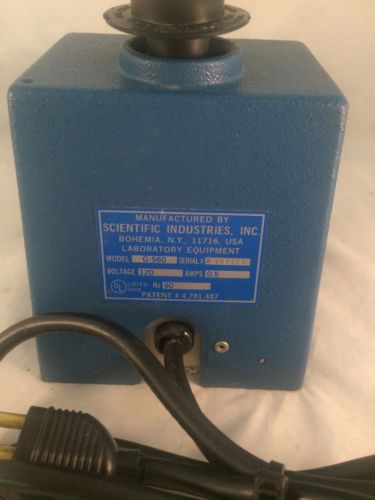 MANUFACTURED BY
SCIENTIFIC INDUSTRIES, INC.
BOHEMIA, N.Y., 11716, USA
LABORATORY EQUIPMENT
MODEL G-560 SERIAL#
VOLTAGE 120 AMPS 0.5
UL LISTED Hz 60
PATENT # 4,781,487